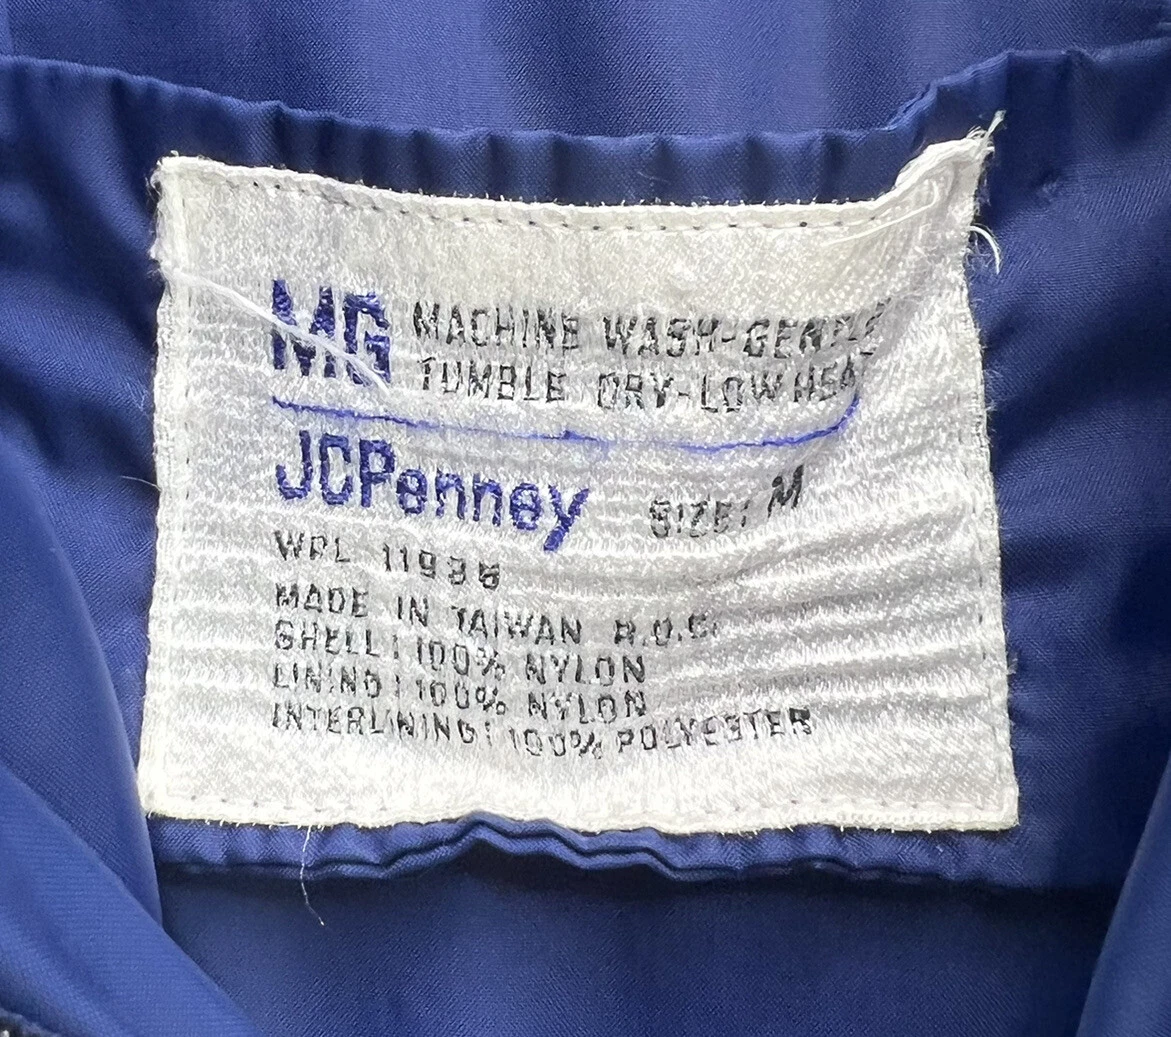 MG MACHINE WASH-GENTLE
TUMBLE DRY-LOW HEAT
JCPenney SIZE: M
WPL 11936
MADE IN TAIWAN R.O.C.
SHELL: 100% NYLON
LINING: 100% NYLON
INTERLINING: 100% POLYESTER